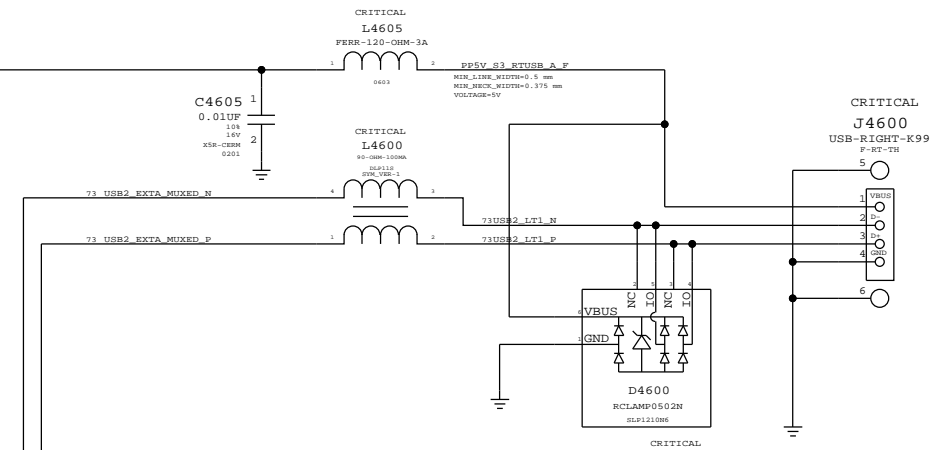 CRITICAL
L4605
FERR-120-OHM-3A
1
2
0603
PP5V_S3_RTUSB_A_F
MIN_LINE_WIDTH=0.5 mm
MIN_NECK_WIDTH=0.375 mm
VOLTAGE=5V
C4605
1
0.01UF
10%
16V
2
X5R-CERM
0201
CRITICAL
L4600
90-OHM-100MA
DLP11S
SYM_VER-1
CRITICAL
J4600
USB-RIGHT-K99
F-RT-TH
5
73 USB2_EXTA_MUXED_N
4
3
1
VBUS
2
D-
73USB2_LT1_N
73 USB2_EXTA_MUXED_P
1
2
73USB2_LT1_P
3
D+
4
GND
6
2
5
3
4
NC
IO
NC
IO
6
VBUS
1
GND
D4600
RCLAMP0502N
SLP1210N6
CRITICAL